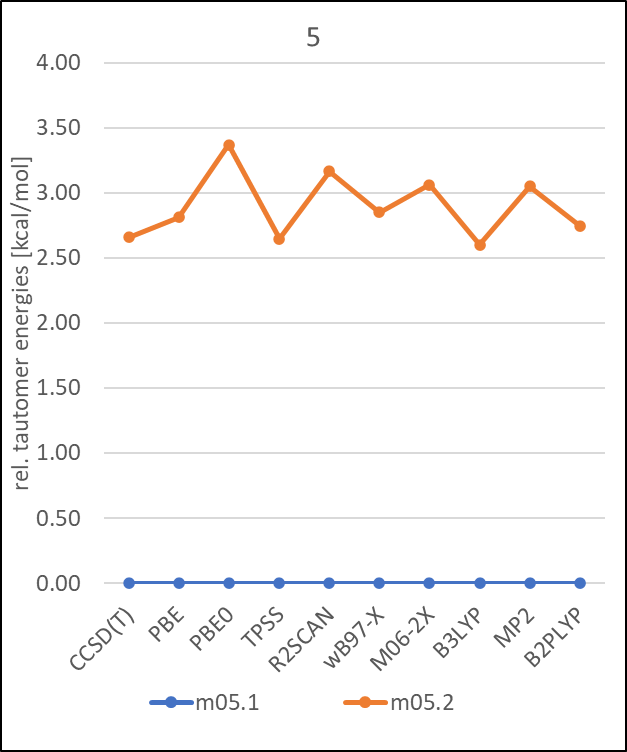 5
rel. tautomer energies [kcal/mol]
4.00
3.50
3.00
2.50
2.00
1.50
1.00
0.50
0.00
CCSD(T)
PBE
PBE0
TPSS
R2SCAN
wB97-X
M06-2X
B3LYP
MP2
B2PLYP
m05.1
m05.2